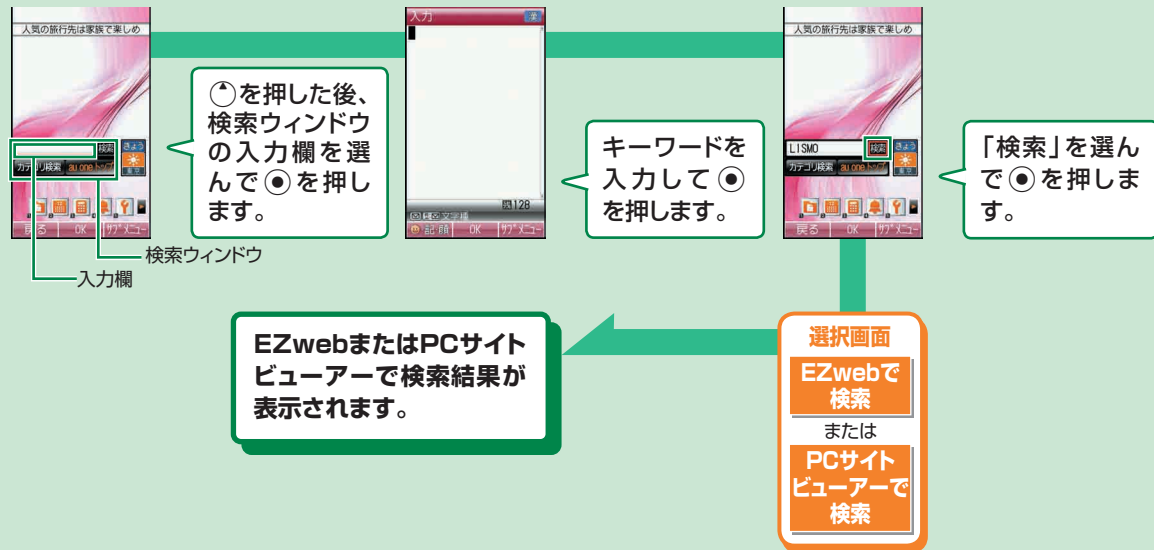 人気の旅行先は家族で楽しめ
検索
きょう
カテゴリ検索 au one トップ
東京
戻る OK サブメニュー
を押した後、
検索ウィンドウ
の入力欄を選
んで◉を押し
ます。
検索ウィンドウ
入力欄
入力 漢
128
文字種
記/顔 OK サブメニュー
キーワードを
入力して◉
を押します。
人気の旅行先は家族で楽しめ
LISMO 検索 きょう
カテゴリ検索 au one トップ
東京
戻る OK サブメニュー
「検索」を選ん
で◉を押しま
す。
選択画面
EZwebで
検索
または
PCサイト
ビューアーで
検索
EZwebまたはPCサイト
ビューアーで検索結果が
表示されます。